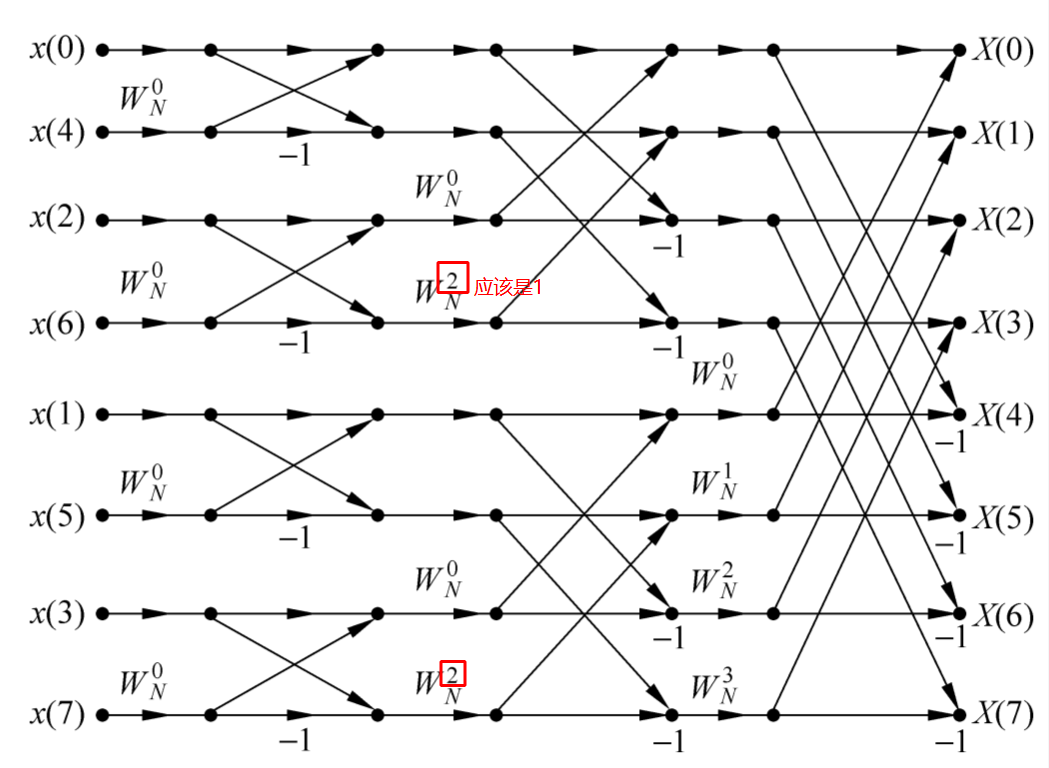 x(0) X(0)
W_N^0
x(4) X(1)
-1
W_N^0
x(2) X(2)
-1
W_N^0 W_N^2 应该是1
x(6) X(3)
-1 -1
W_N^0
x(1) X(4)
-1
W_N^0 W_N^1
x(5) X(5)
-1 -1
W_N^0 W_N^2
x(3) X(6)
-1 -1
W_N^0 W_N^2 W_N^3
x(7) X(7)
-1 -1 -1